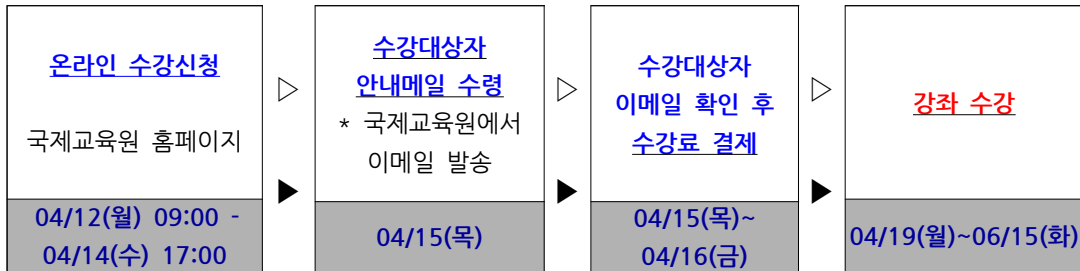 온라인 수강신청
국제교육원 홈페이지
04/12(월) 09:00 -
04/14(수) 17:00
▷
▶
수강대상자
안내메일 수령
* 국제교육원에서
이메일 발송
04/15(목)
▷
▶
수강대상자
이메일 확인 후
수강료 결제
04/15(목)~
04/16(금)
▷
▶
강좌 수강
04/19(월)~06/15(화)